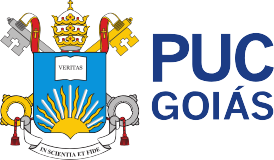 VERITAS
PUC
GOIÁS
IN SCIENTIA ET FIDE